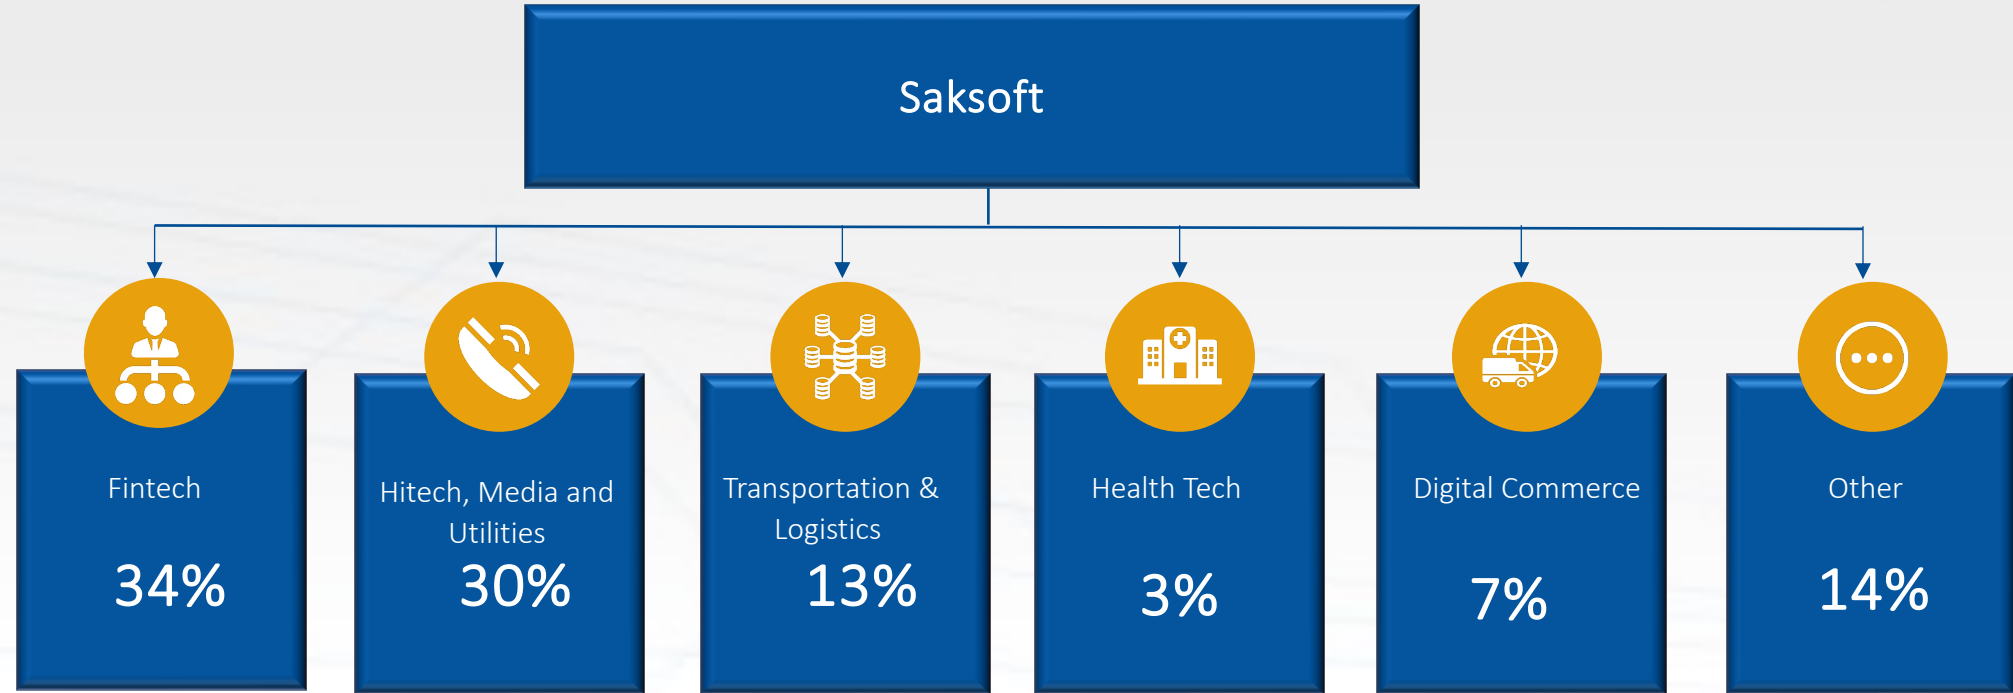 Saksoft
Fintech
34%
Hitech, Media and
Utilities
30%
Transportation &
Logistics
13%
Health Tech
3%
Digital Commerce
7%
Other
14%